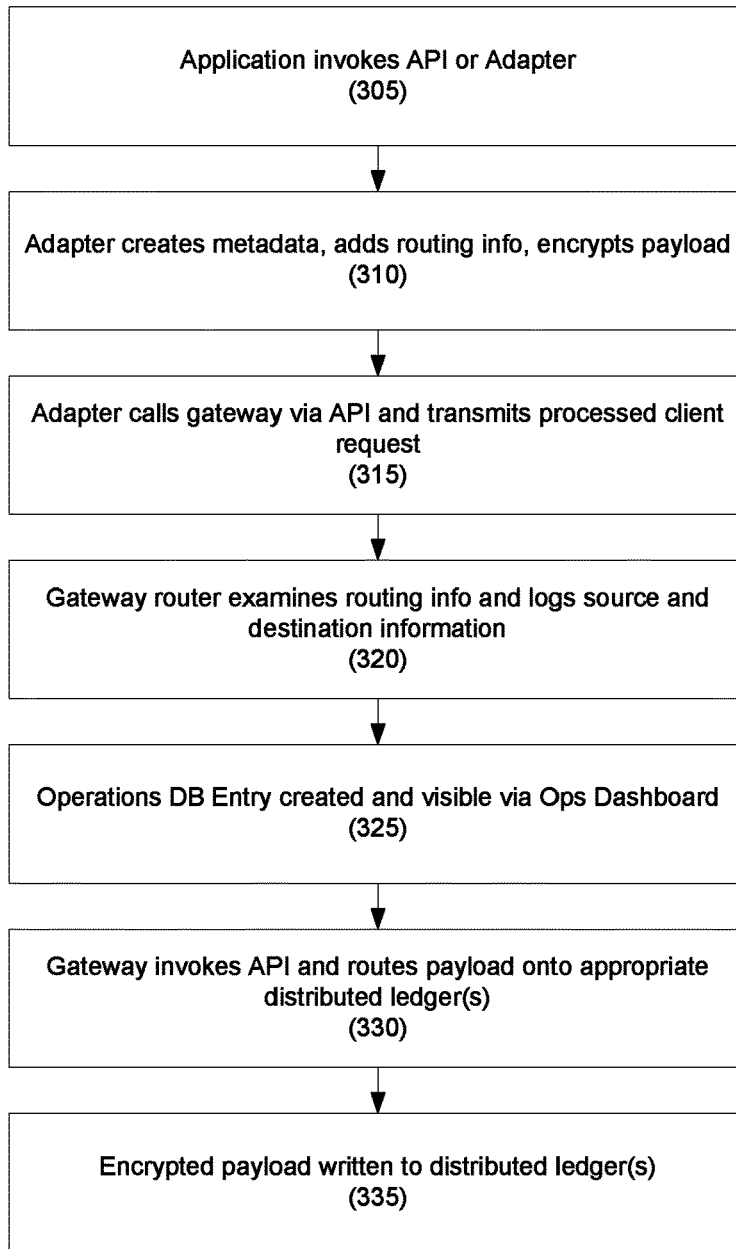 Application invokes API or Adapter
(305)
Adapter creates metadata, adds routing info, encrypts payload
(310)
Adapter calls gateway via API and transmits processed client
request
(315)
Gateway router examines routing info and logs source and
destination information
(320)
Operations DB Entry created and visible via Ops Dashboard
(325)
Gateway invokes API and routes payload onto appropriate
distributed ledger(s)
(330)
Encrypted payload written to distributed ledger(s)
(335)